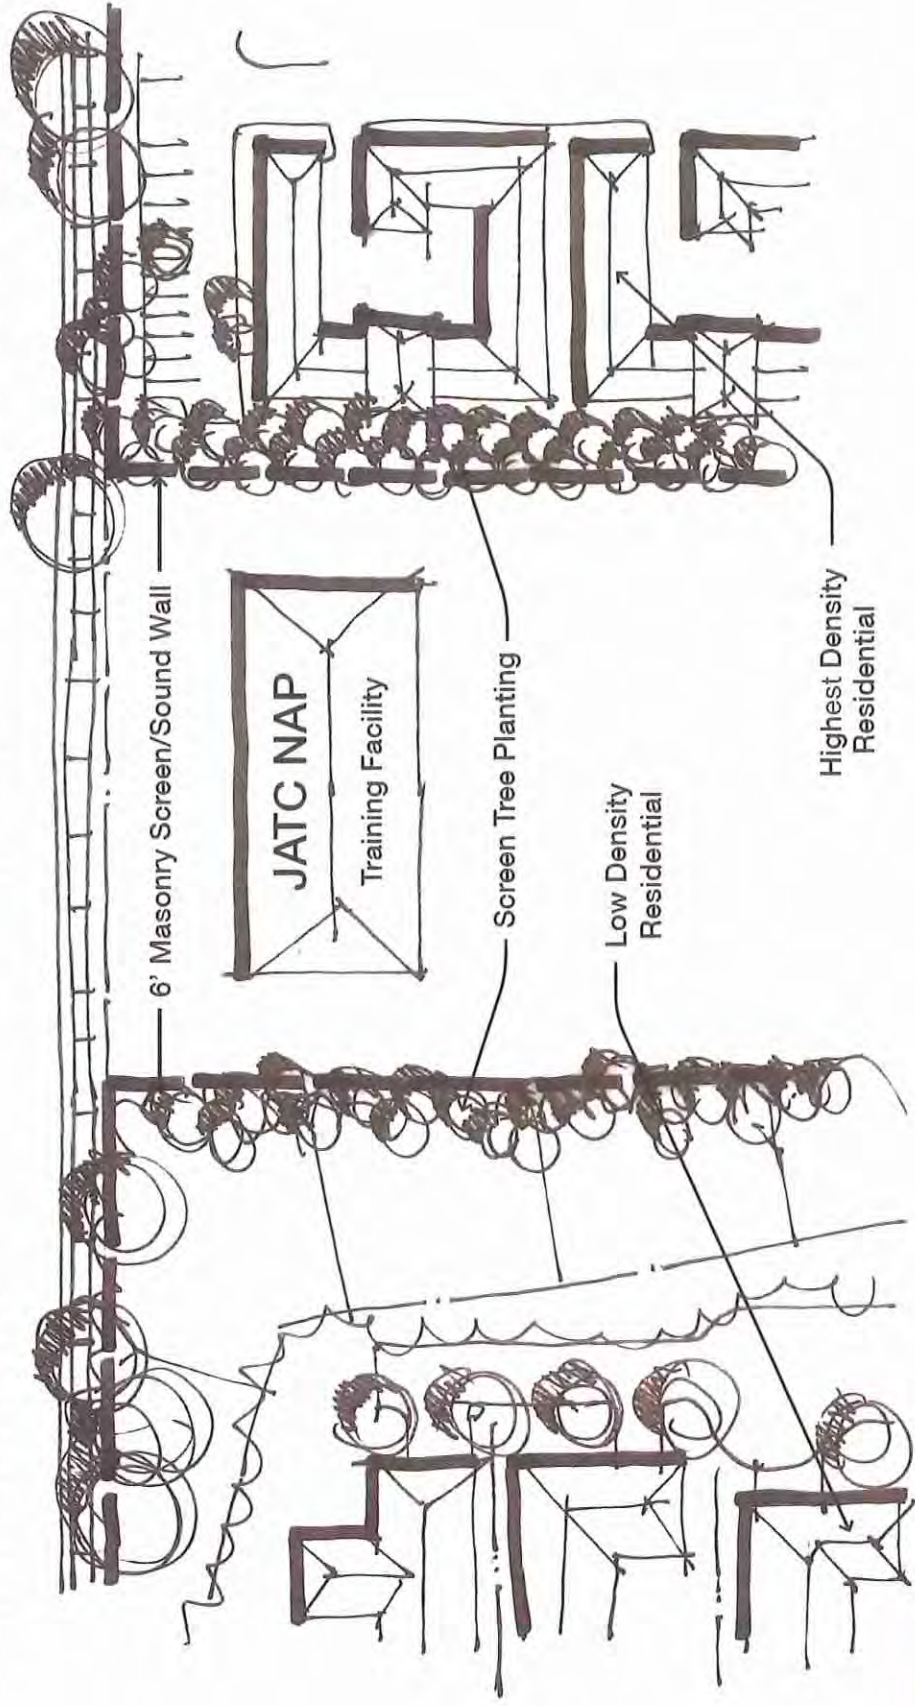 6' Masonry Screen/Sound Wall
JATC NAP
Training Facility
Screen Tree Planting
Low Density
Residential
Highest Density
Residential